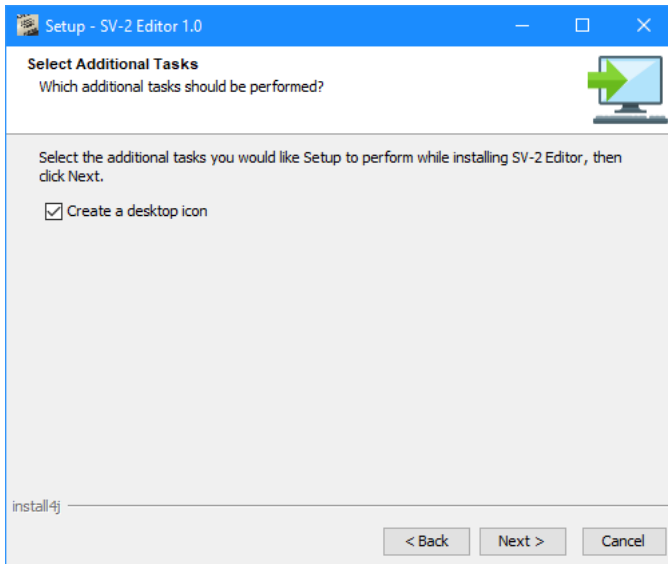 Setup - SV-2 Editor 1.0
Select Additional Tasks
Which additional tasks should be performed?
Select the additional tasks you would like Setup to perform while installing SV-2 Editor, then
click Next.
Create a desktop icon
install4j
< Back Next > Cancel